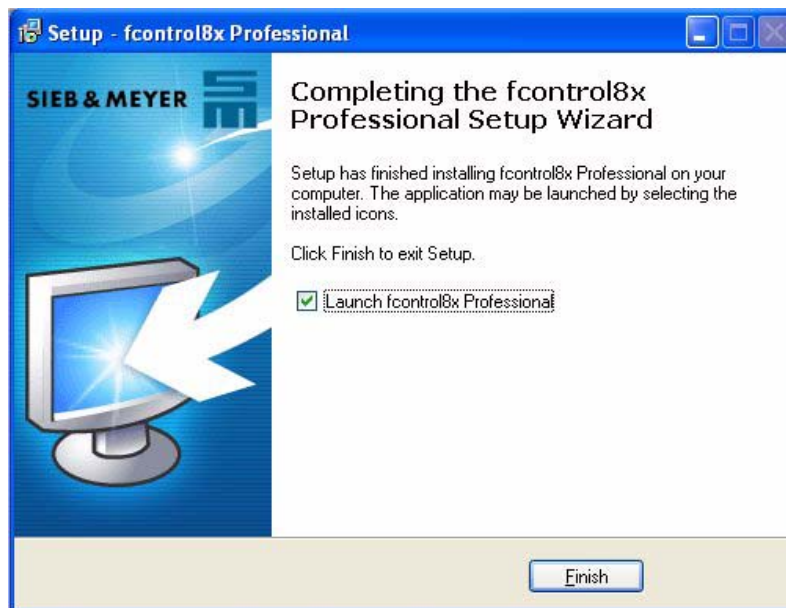 Setup - fcontrol8x Professional
SIEB & MEYER
Completing the fcontrol8x
Professional Setup Wizard
Setup has finished installing fcontrol8x Professional on your
computer. The application may be launched by selecting the
installed icons.
Click Finish to exit Setup.
Launch fcontrol8x Professional
Finish